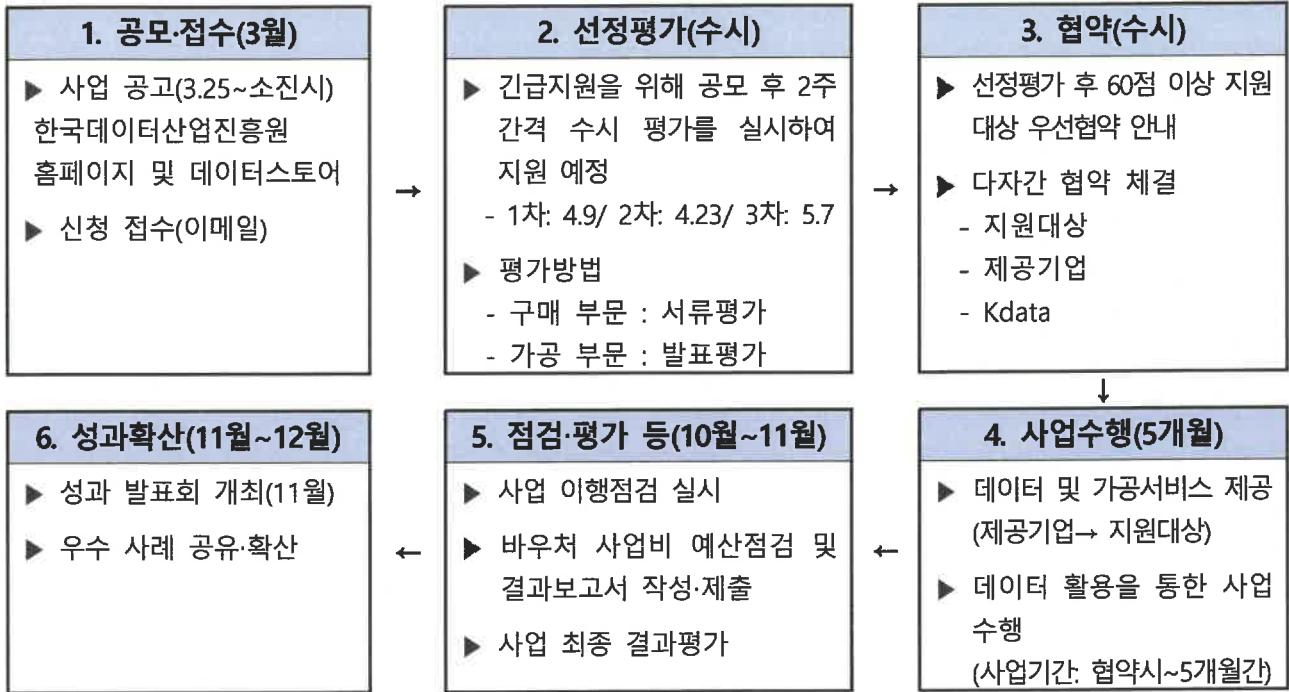 1. 공모·접수(3월)
▶ 사업 공고(3.25~소진시)
한국데이터산업진흥원
홈페이지 및 데이터스토어
▶ 신청 접수(이메일)
→
2. 선정평가(수시)
▶ 긴급지원을 위해 공모 후 2주
간격 수시 평가를 실시하여
지원 예정
- 1차: 4.9/ 2차: 4.23/ 3차: 5.7
▶ 평가방법
- 구매 부문 : 서류평가
- 가공 부문 : 발표평가
→
3. 협약(수시)
▶ 선정평가 후 60점 이상 지원
대상 우선협약 안내
▶ 다자간 협약 체결
- 지원대상
- 제공기업
- Kdata
↓
4. 사업수행(5개월)
▶ 데이터 및 가공서비스 제공
(제공기업→ 지원대상)
▶ 데이터 활용을 통한 사업
수행
(사업기간: 협약시~5개월간)
←
5. 점검·평가 등(10월~11월)
▶ 사업 이행점검 실시
▶ 바우처 사업비 예산점검 및
결과보고서 작성·제출
▶ 사업 최종 결과평가
←
6. 성과확산(11월~12월)
▶ 성과 발표회 개최(11월)
▶ 우수 사례 공유·확산